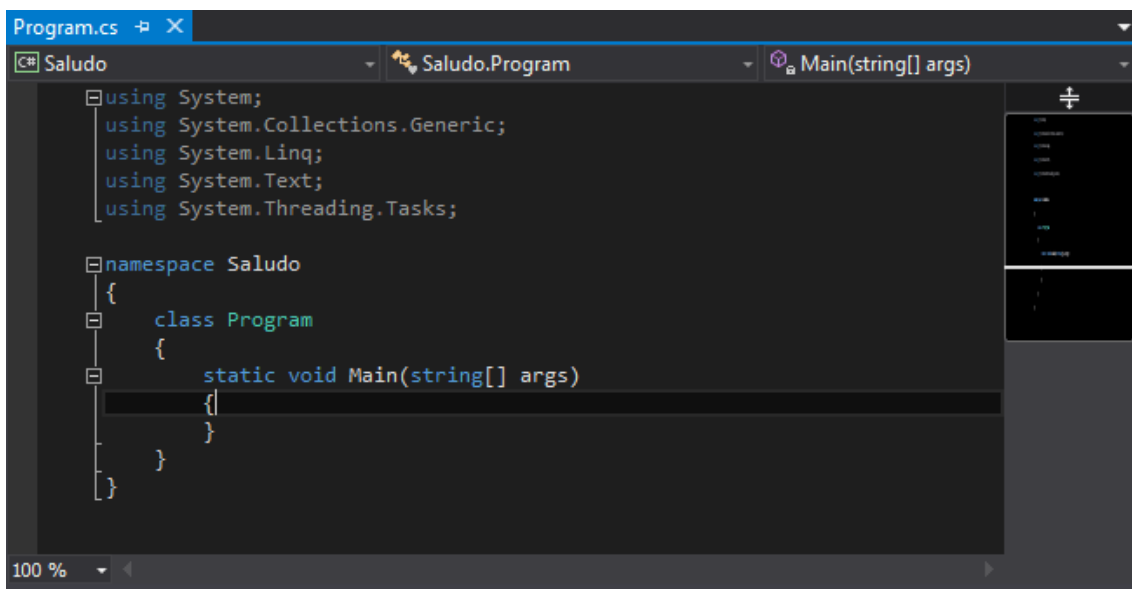 Program.cs
C# Saludo Saludo.Program Main(string[] args)
using System;
using System.Collections.Generic;
using System.Linq;
using System.Text;
using System.Threading.Tasks;
namespace Saludo
{
class Program
{
static void Main(string[] args)
{
}
}
}
100 %